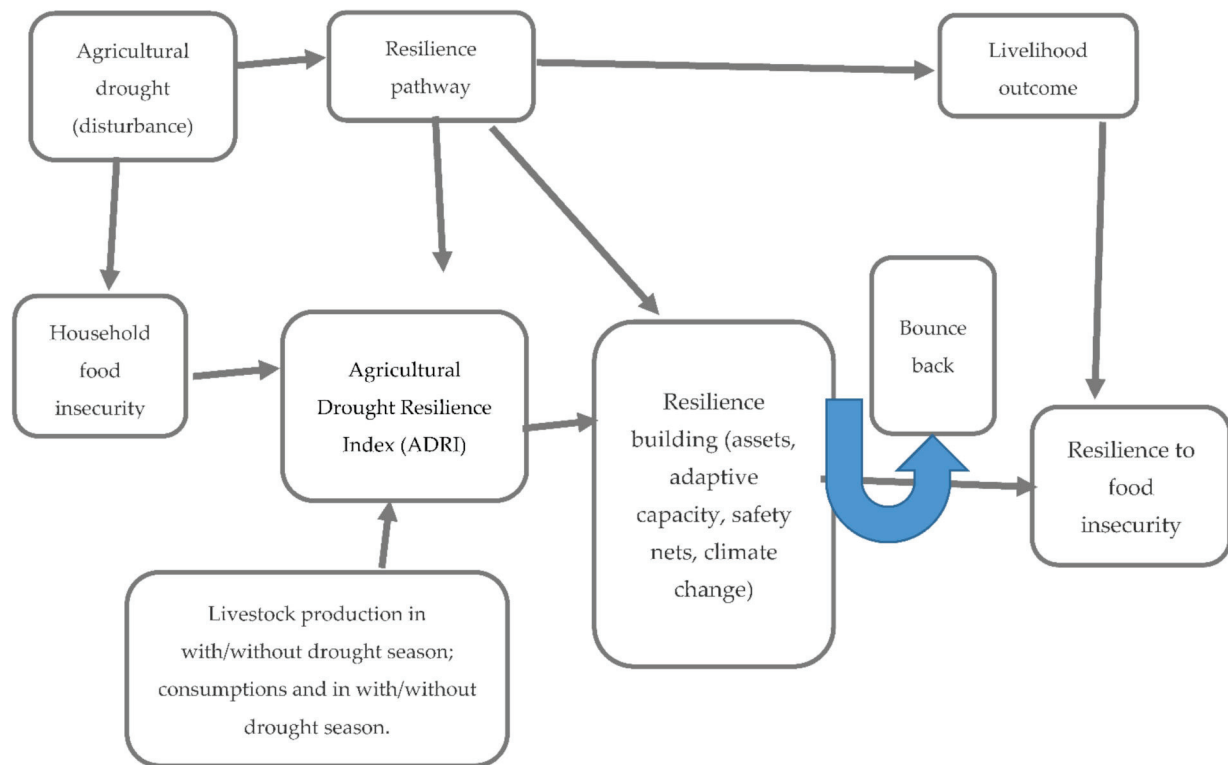 Agricultural
drought
(disturbance)
Resilience
pathway
Livelihood
outcome
Household
food
insecurity
Agricultural
Drought Resilience
Index (ADRI)
Resilience
building (assets,
adaptive
capacity, safety
nets, climate
change)
Bounce
back
Resilience to
food
insecurity
Livestock production in
with/without drought season;
consumptions and in with/without
drought season.